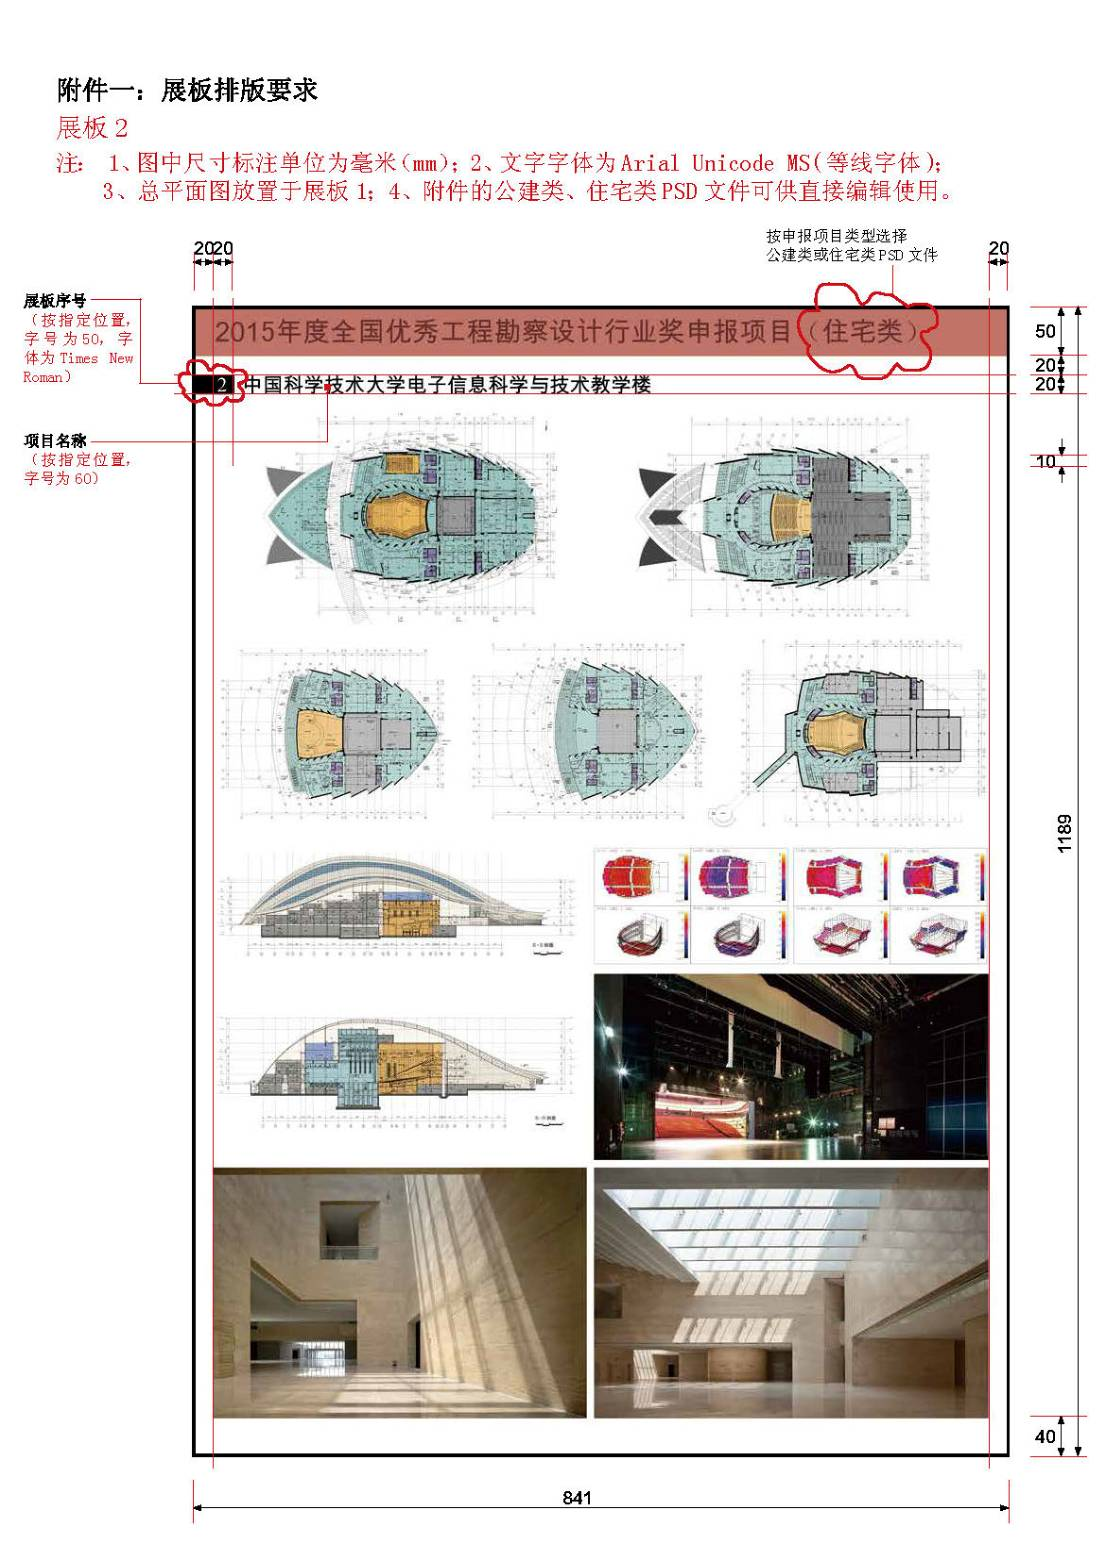 附件一：展板排版要求
展板 2
注： 1、图中尺寸标注单位为毫米（mm）；2、文字字体为Arial Unicode MS（等线字体）；
3、总平面图放置于展板 1；4、附件的公建类、住宅类PSD 文件可供直接编辑使用。
按申报项目类型选择
公建类或住宅类PSD 文件
2020
20
展板序号
（按指定位置，
字号为50，字
体为Times New
Roman）
2015年度全国优秀工程勘察设计行业奖申报项目（住宅类）
50
20
2 中国科学技术大学电子信息科学与技术教学楼
20
项目名称
（按指定位置，
字号为60）
10
1189
40
841